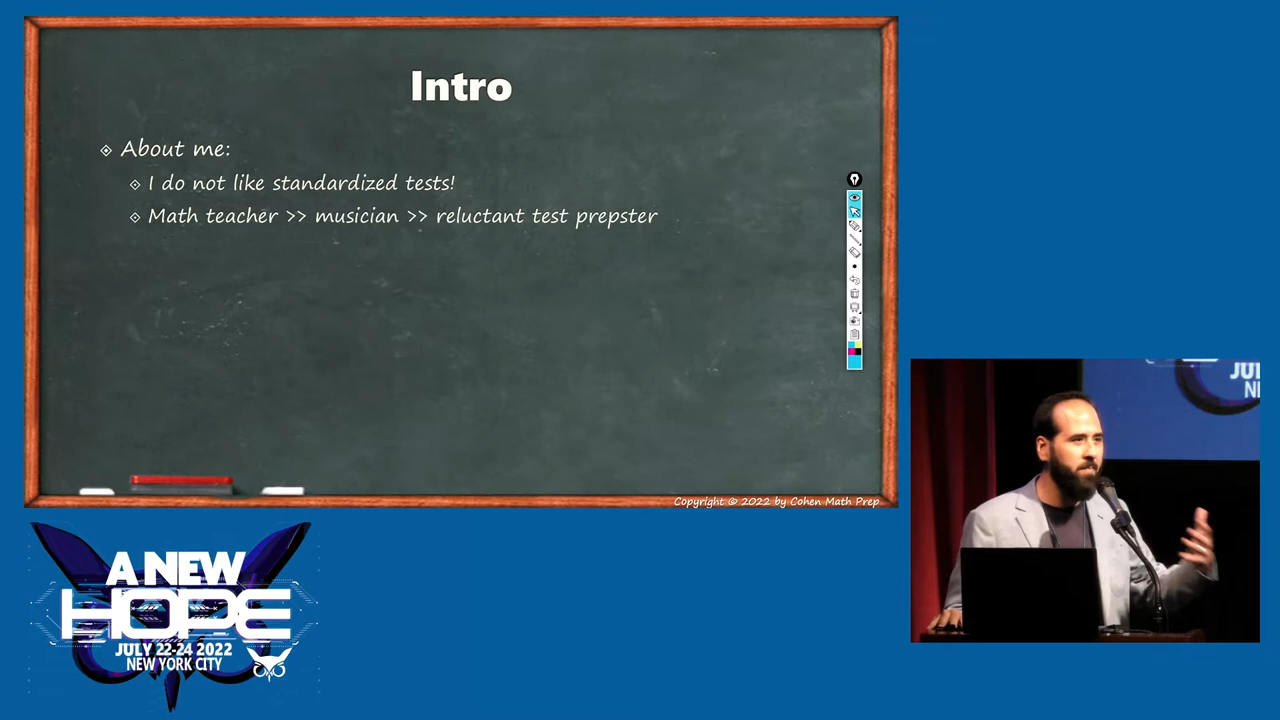 Intro
About me:
I do not like standardized tests!
Math teacher >> musician >> reluctant test prepster
Copyright © 2022 by Cohen Math Prep
A NEW
HOPE
JULY 22-24 2022
NEW YORK CITY